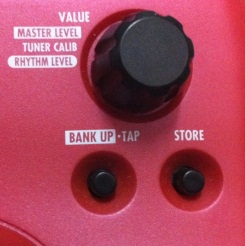 VALUE
MASTER LEVEL
TUNER CALIB
RHYTHM LEVEL
BANK UP •TAP
STORE